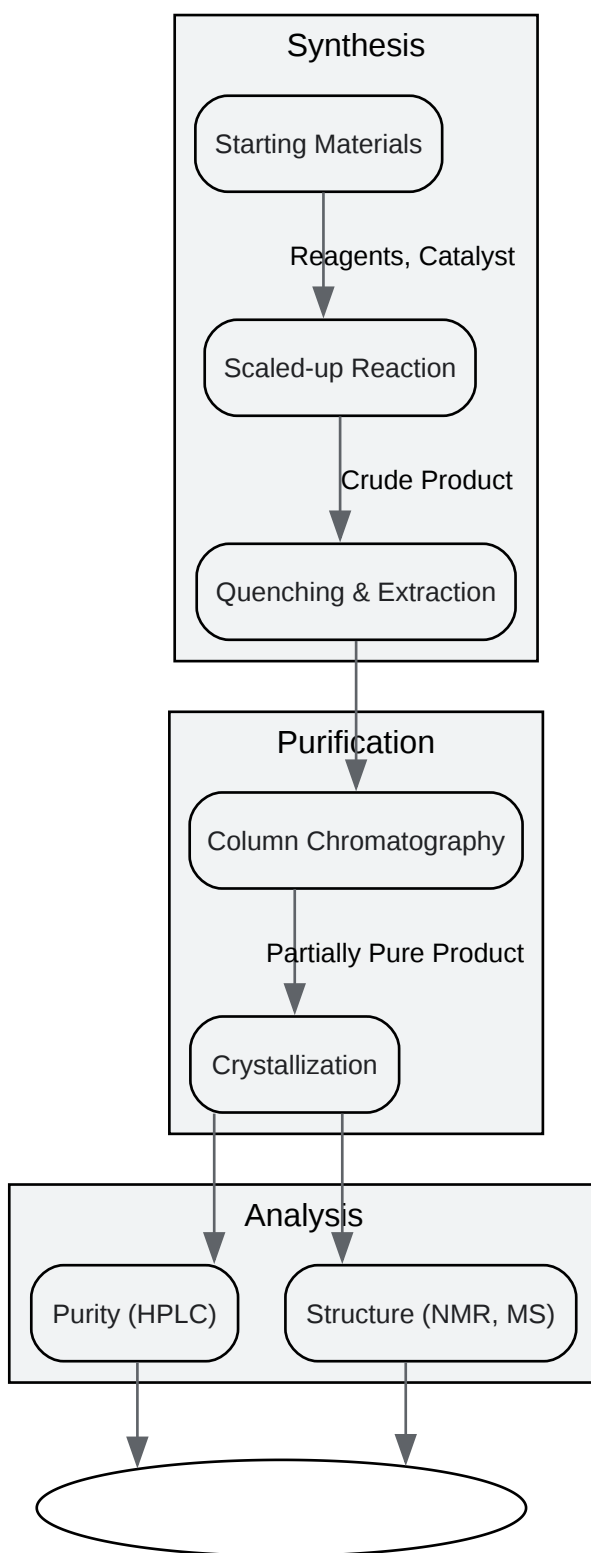 Synthesis
Starting Materials
Reagents, Catalyst
Scaled-up Reaction
Crude Product
Quenching & Extraction
Purification
Column Chromatography
Partially Pure Product
Crystallization
Analysis
Purity (HPLC)
Structure (NMR, MS)